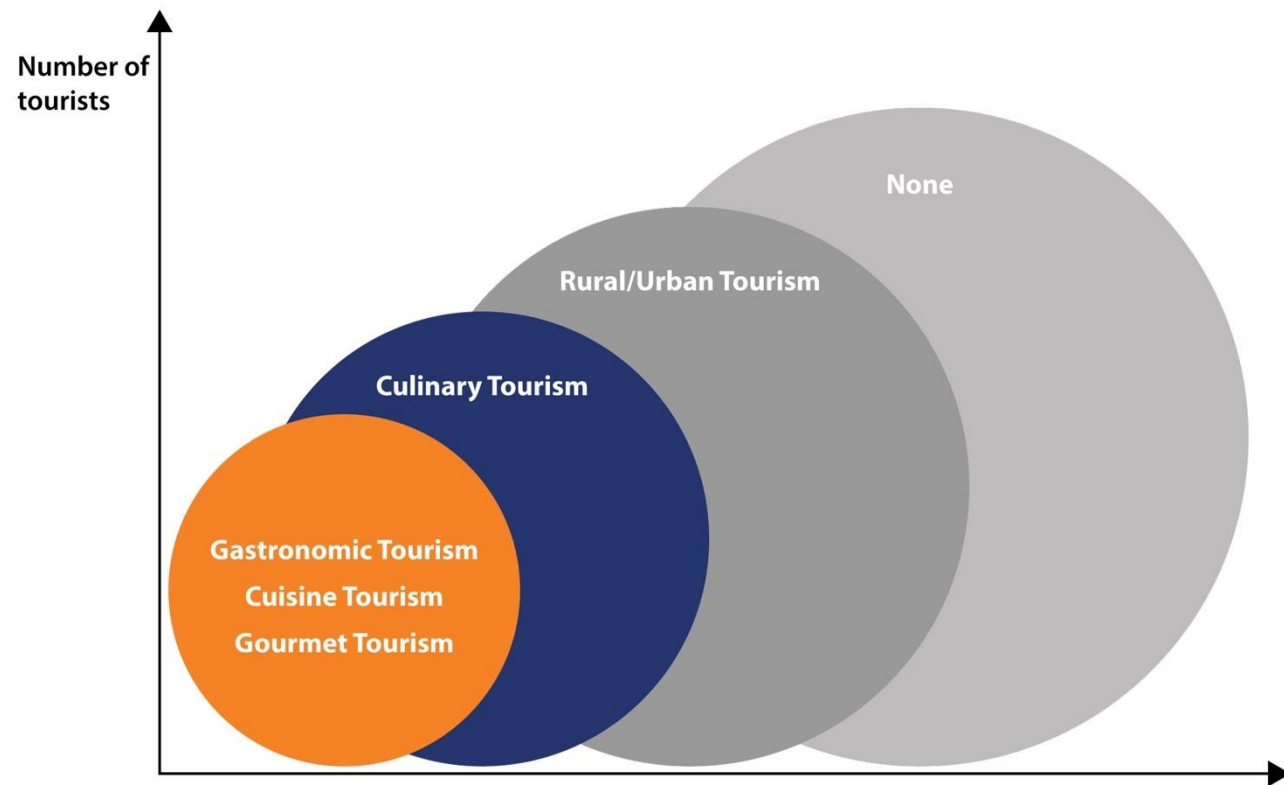 Number of
tourists
None
Rural/Urban Tourism
Culinary Tourism
Gastronomic Tourism
Cuisine Tourism
Gourmet Tourism